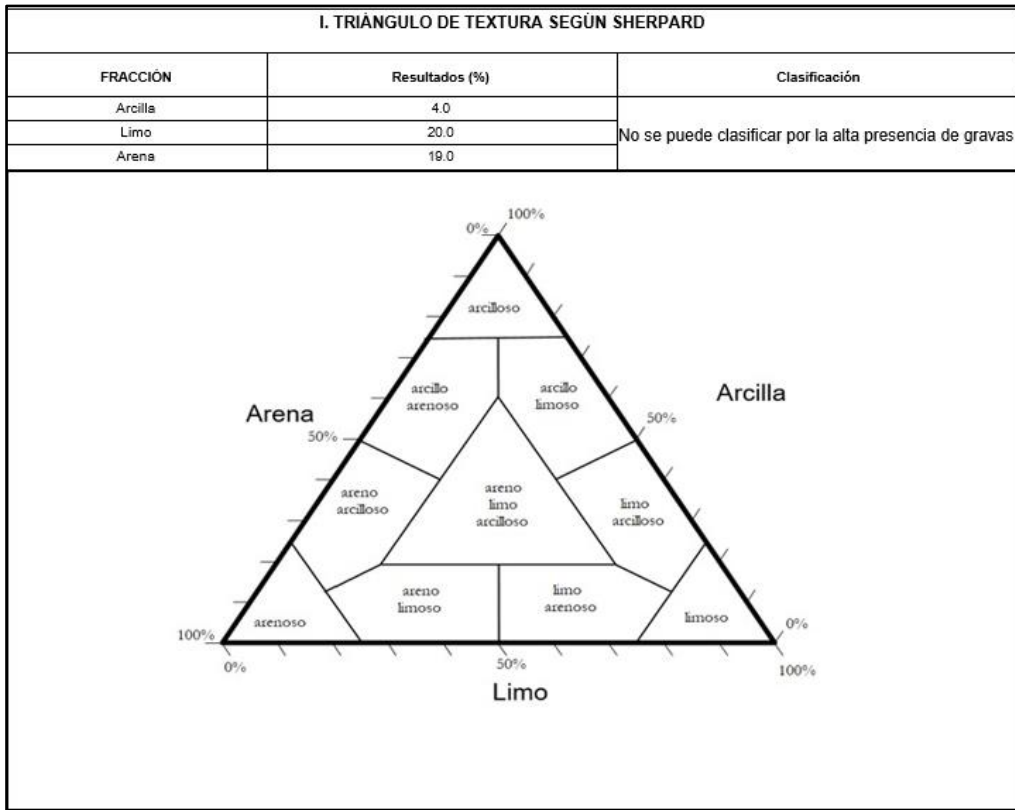 I. TRIÁNGULO DE TEXTURA SEGÙN SHERPARD
FRACCIÓN Resultados (%) Clasificación
Arcilla 4.0
Limo 20.0 No se puede clasificar por la alta presencia de gravas
Arena 19.0
100%
0%
arcilloso
arcillo
arenoso
arcillo
limoso
Arcilla
Arena
50%
50%
areno
arcilloso
areno
limo
arcilloso
limo
arcilloso
areno
limoso
limo
arenoso
arenoso
limoso
100%
0%
0%
50%
100%
Limo